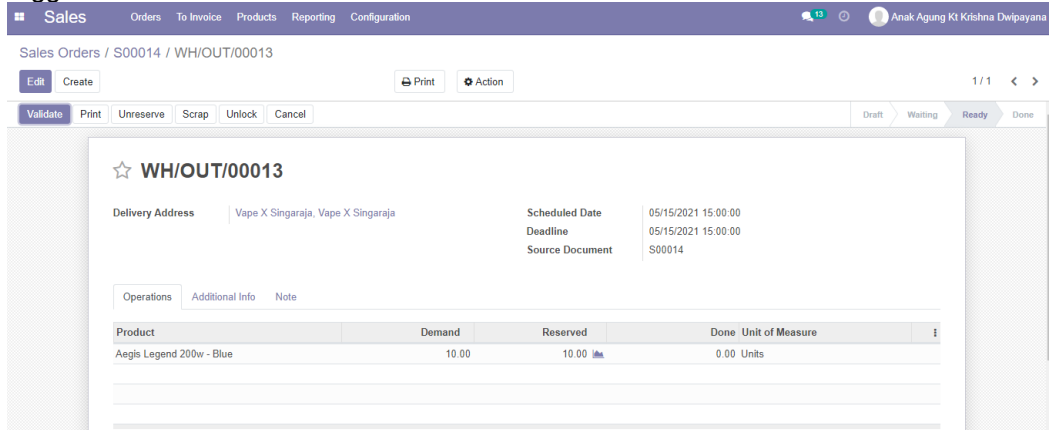 Sales Orders To Invoice Products Reporting Configuration 13 Anak Agung Kt Krishna Dwipayana
Sales Orders / S00014 / WH/OUT/00013
Edit Create Print Action 1 / 1
Validate Print Unreserve Scrap Unlock Cancel Draft Waiting Ready Done
WH/OUT/00013
Delivery Address Vape X Singaraja, Vape X Singaraja Scheduled Date 05/15/2021 15:00:00
Deadline 05/15/2021 15:00:00
Source Document S00014
Operations Additional Info Note
Product Demand Reserved Done Unit of Measure
Aegis Legend 200w - Blue 10.00 10.00 0.00 Units